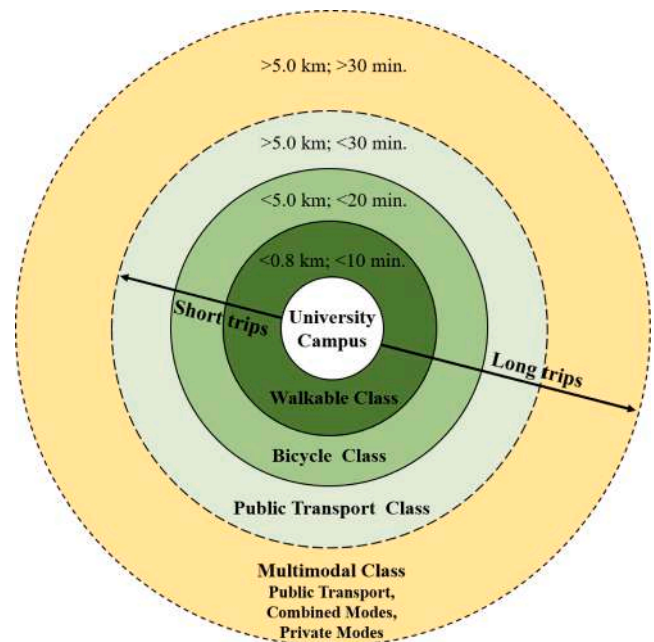 >5.0 km; >30 min.
>5.0 km; <30 min.
<5.0 km; <20 min.
<0.8 km; <10 min.
Short trips
University
Campus
Long trips
Walkable Class
Bicycle Class
Public Transport Class
Multimodal Class
Public Transport,
Combined Modes,
Private Modes